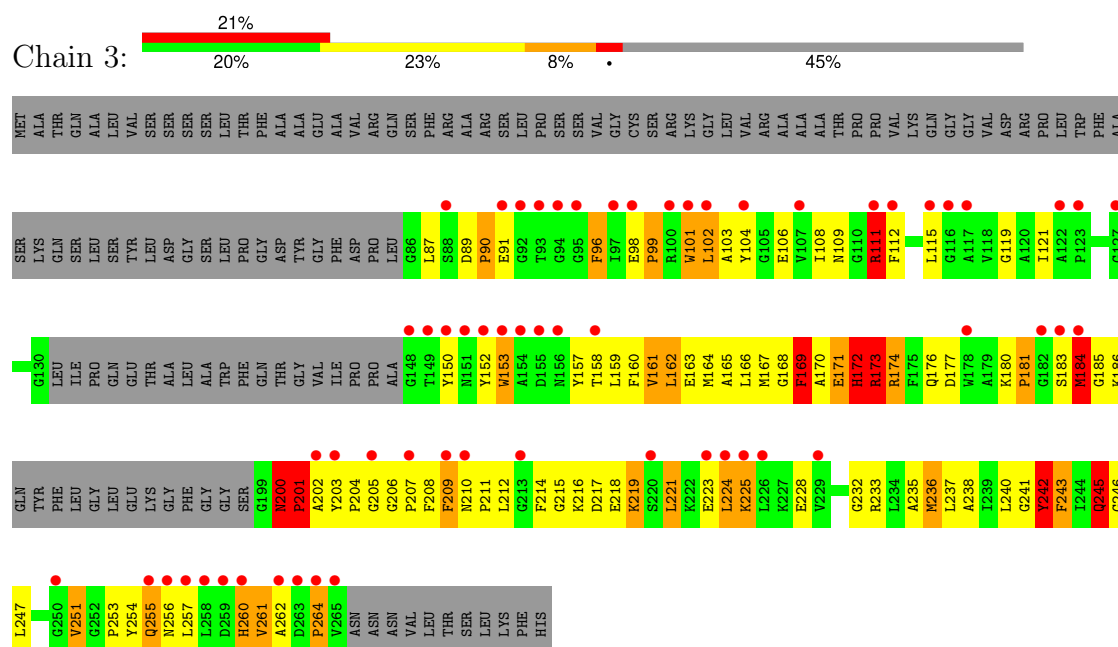 21%
Chain 3:
20% 23% 8% • 45%
MET ALA THR GLN ALA LEU VAL SER SER SER SER LEU THR PHE ALA ALA GLU ALA VAL ARG GLN SER PHE ARG ALA ARG SER LEU PRO SER SER VAL GLY CYS SER ARG LYS GLY LEU VAL ARG ALA ALA ALA THR PRO PRO VAL LYS GLN GLY GLY VAL ASP ARG PRO LEU TRP PHE ALA
SER LYS GLN SER LEU SER TYR LEU ASP GLY SER LEU PRO GLY ASP TYR GLY PHE ASP PRO LEU G86 L87 S88 D89 P90 E91 G92 T93 G94 G95 F96 I97 E98 P99 R100 W101 L102 A103 Y104 G105 E106 V107 I108 N109 G110 R111 F112 L115 G116 A117 V118 G119 A120 I121 A122 P123 G127
G130 LEU ILE PRO GLN GLU THR ALA LEU ALA TRP PHE GLN THR GLY VAL ILE PRO PRO ALA G148 T149 Y150 N151 Y152 W153 A154 D155 N156 Y157 T158 L159 F160 V161 L162 E163 M164 A165 L166 M167 G168 F169 A170 E171 H172 R173 R174 F175 Q176 D177 W178 A179 K180 P181 G182 S183 M184 G185 K186
GLN TYR PHE LEU GLY LEU GLU LYS GLY PHE GLY GLY SER G199 N200 P201 A202 Y203 P204 G205 G206 P207 F208 F209 N210 P211 L212 G213 F214 G215 K216 D217 E218 K219 S220 L221 K222 E223 L224 K225 L226 K227 E228 V229 G232 R233 L234 A235 M236 L237 A238 I239 L240 G241 Y242 F243 I244 Q245 G246
L247 G250 V251 G252 P253 Y254 Q255 N256 L257 L258 D259 H260 V261 A262 D263 P264 V265 ASN ASN ASN VAL LEU THR SER LEU LYS PHE HIS